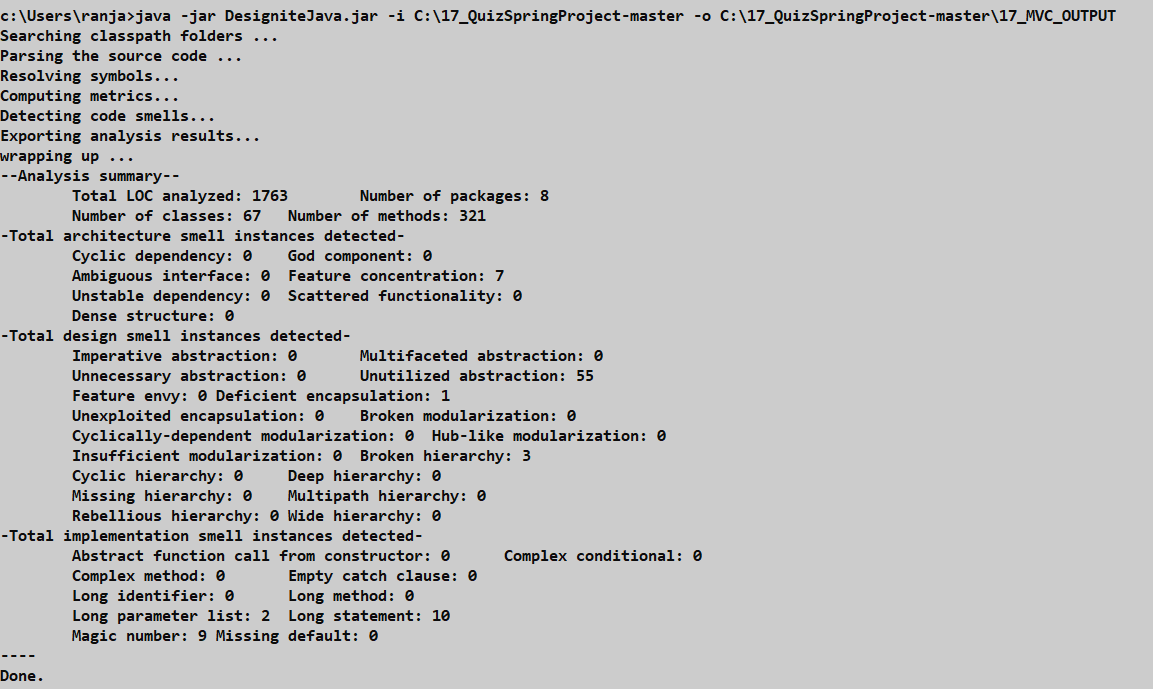 c:\Users\ranja>java -jar DesigniteJava.jar -i C:\17_QuizSpringProject-master -o C:\17_QuizSpringProject-master\17_MVC_OUTPUT
Searching classpath folders ...
Parsing the source code ...
Resolving symbols...
Computing metrics...
Detecting code smells...
Exporting analysis results...
wrapping up ...
--Analysis summary--
Total LOC analyzed: 1763 Number of packages: 8
Number of classes: 67 Number of methods: 321
-Total architecture smell instances detected-
Cyclic dependency: 0 God component: 0
Ambiguous interface: 0 Feature concentration: 7
Unstable dependency: 0 Scattered functionality: 0
Dense structure: 0
-Total design smell instances detected-
Imperative abstraction: 0 Multifaceted abstraction: 0
Unnecessary abstraction: 0 Unutilized abstraction: 55
Feature envy: 0 Deficient encapsulation: 1
Unexploited encapsulation: 0 Broken modularization: 0
Cyclically-dependent modularization: 0 Hub-like modularization: 0
Insufficient modularization: 0 Broken hierarchy: 3
Cyclic hierarchy: 0 Deep hierarchy: 0
Missing hierarchy: 0 Multipath hierarchy: 0
Rebellious hierarchy: 0 Wide hierarchy: 0
-Total implementation smell instances detected-
Abstract function call from constructor: 0 Complex conditional: 0
Complex method: 0 Empty catch clause: 0
Long identifier: 0 Long method: 0
Long parameter list: 2 Long statement: 10
Magic number: 9 Missing default: 0
----
Done.